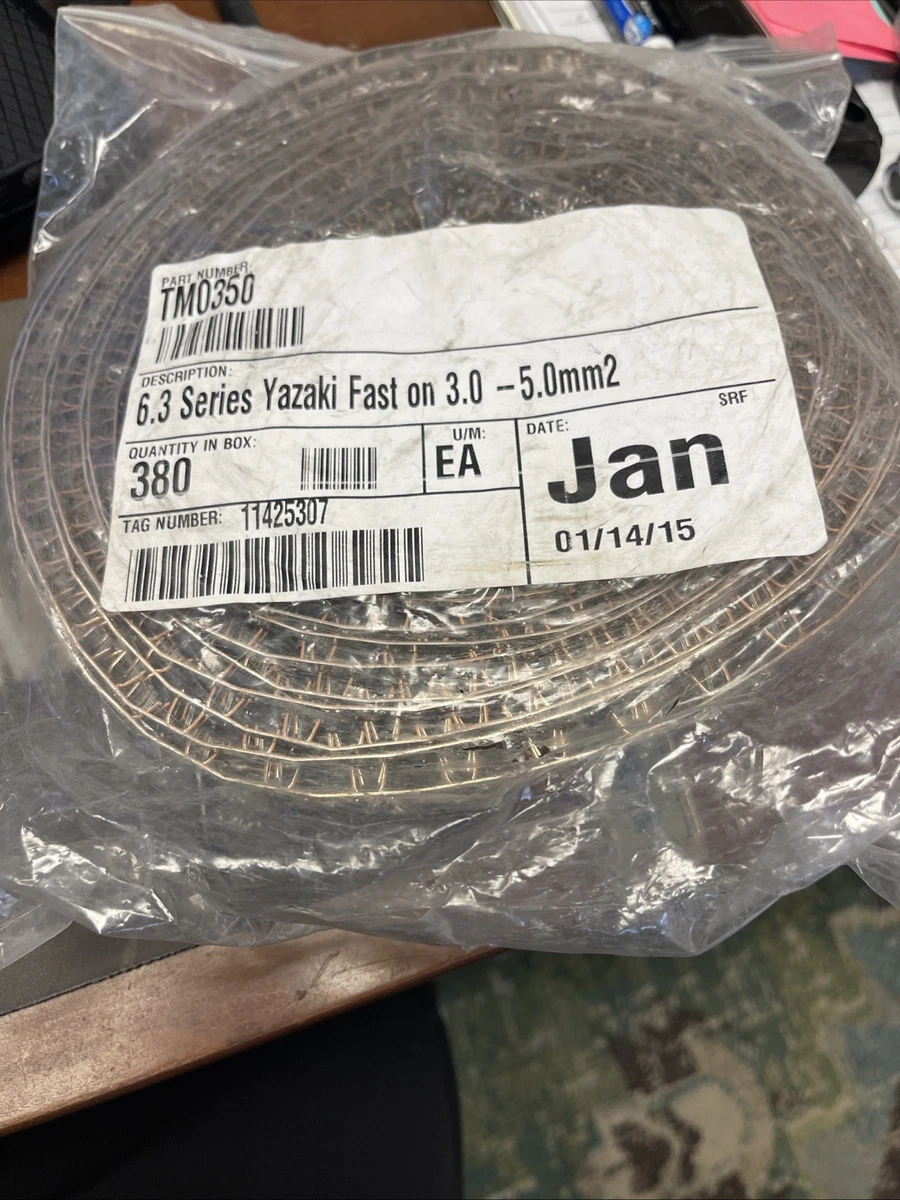 PART NUMBER:
TM0350
DESCRIPTION:
6.3 Series Yazaki Fast on 3.0 -5.0mm2
SRF
QUANTITY IN BOX:
380
U/M:
EA
DATE:
Jan
01/14/15
TAG NUMBER: 11425307